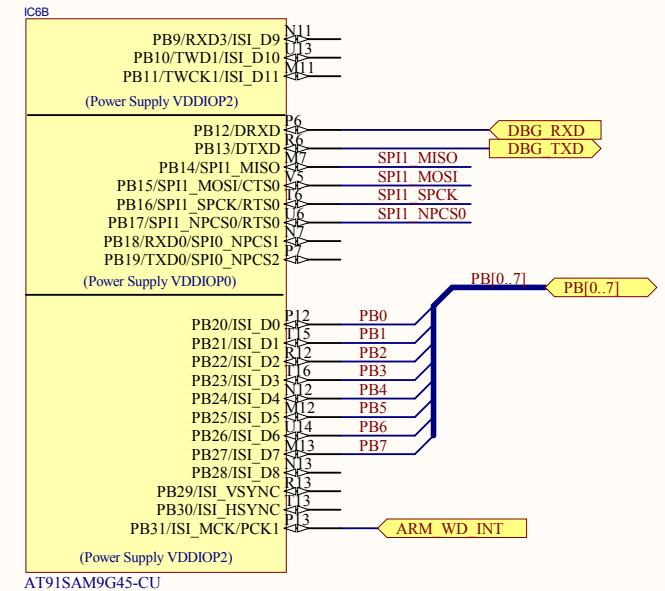 IC6B
PB9/RXD3/ISI_D9 N11
PB10/TWD1/ISI_D10 U13
PB11/TWCK1/ISI_D11 M11
(Power Supply VDDIOP2)
PB12/DRXD P6 DBG_RXD
PB13/DTXD R6 DBG_TXD
PB14/SPI1_MISO M7 SPI1_MISO
PB15/SPI1_MOSI/CTS0 V5 SPI1_MOSI
PB16/SPI1_SPCK/RTS0 T6 SPI1_SPCK
PB17/SPI1_NPCS0/RTS0 U6 SPI1_NPCS0
PB18/RXD0/SPI0_NPCS1 N7
PB19/TXD0/SPI0_NPCS2 P7
(Power Supply VDDIOP0)
PB[0..7] PB[0..7]
PB20/ISI_D0 P12 PB0
PB21/ISI_D1 T15 PB1
PB22/ISI_D2 R12 PB2
PB23/ISI_D3 T16 PB3
PB24/ISI_D4 N12 PB4
PB25/ISI_D5 M12 PB5
PB26/ISI_D6 U14 PB6
PB27/ISI_D7 M13 PB7
PB28/ISI_D8 N13
PB29/ISI_VSYNC R13
PB30/ISI_HSYNC T13
PB31/ISI_MCK/PCK1 P13 ARM_WD_INT
(Power Supply VDDIOP2)
AT91SAM9G45-CU